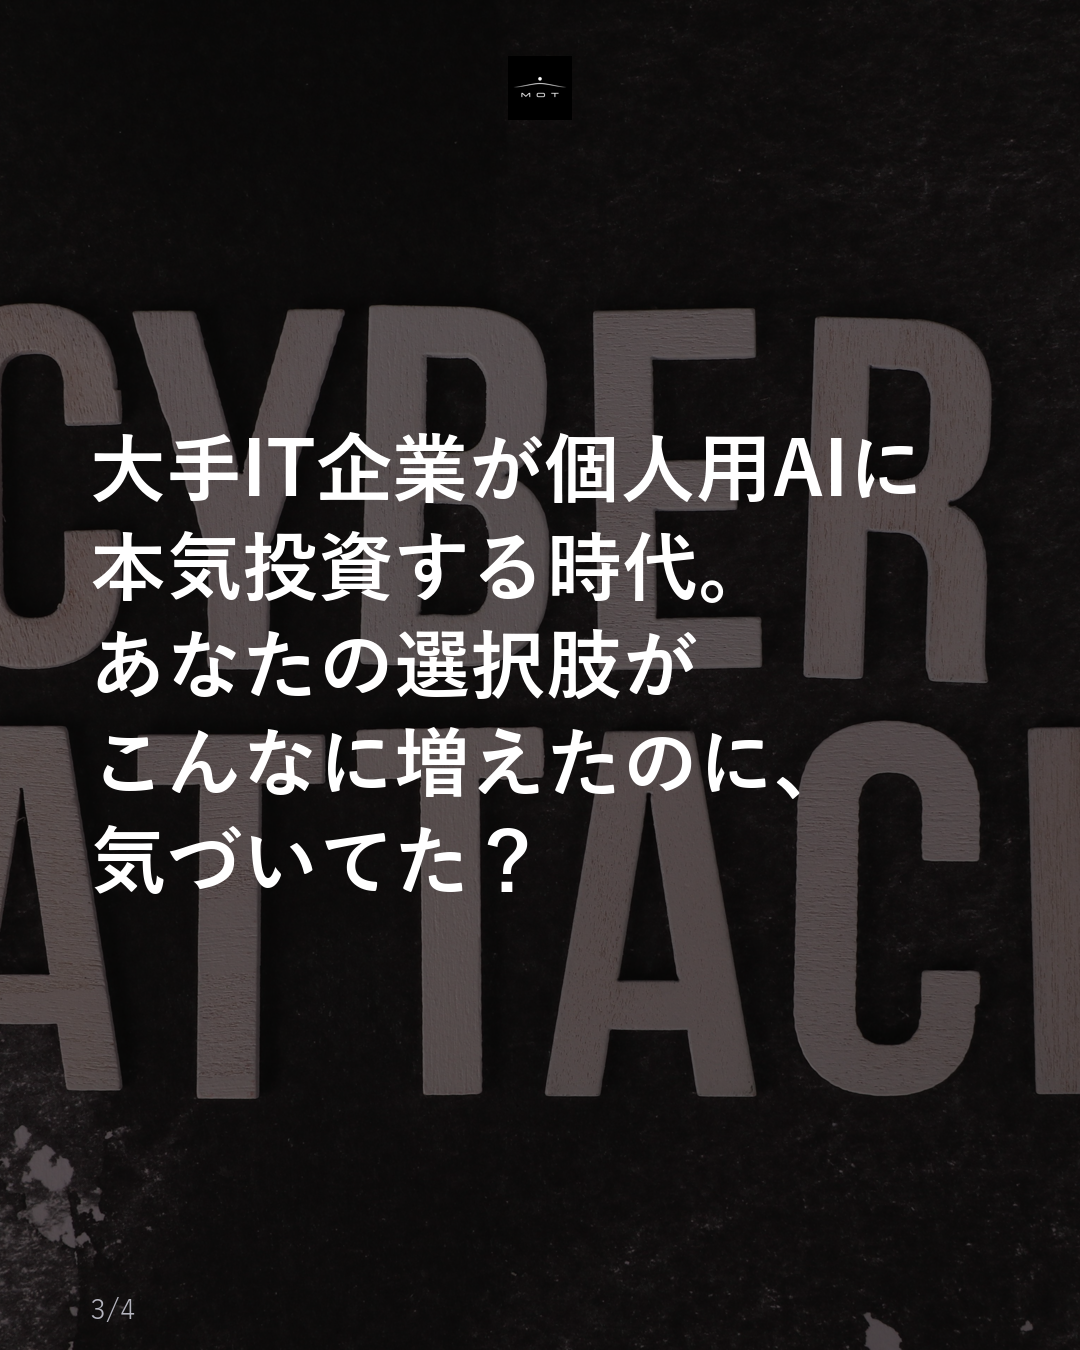 MOT
CYBER
大手IT企業が個人用AIに
本気投資する時代。
あなたの選択肢が
こんなに増えたのに、
気づいてた？
ATTACK
3/4